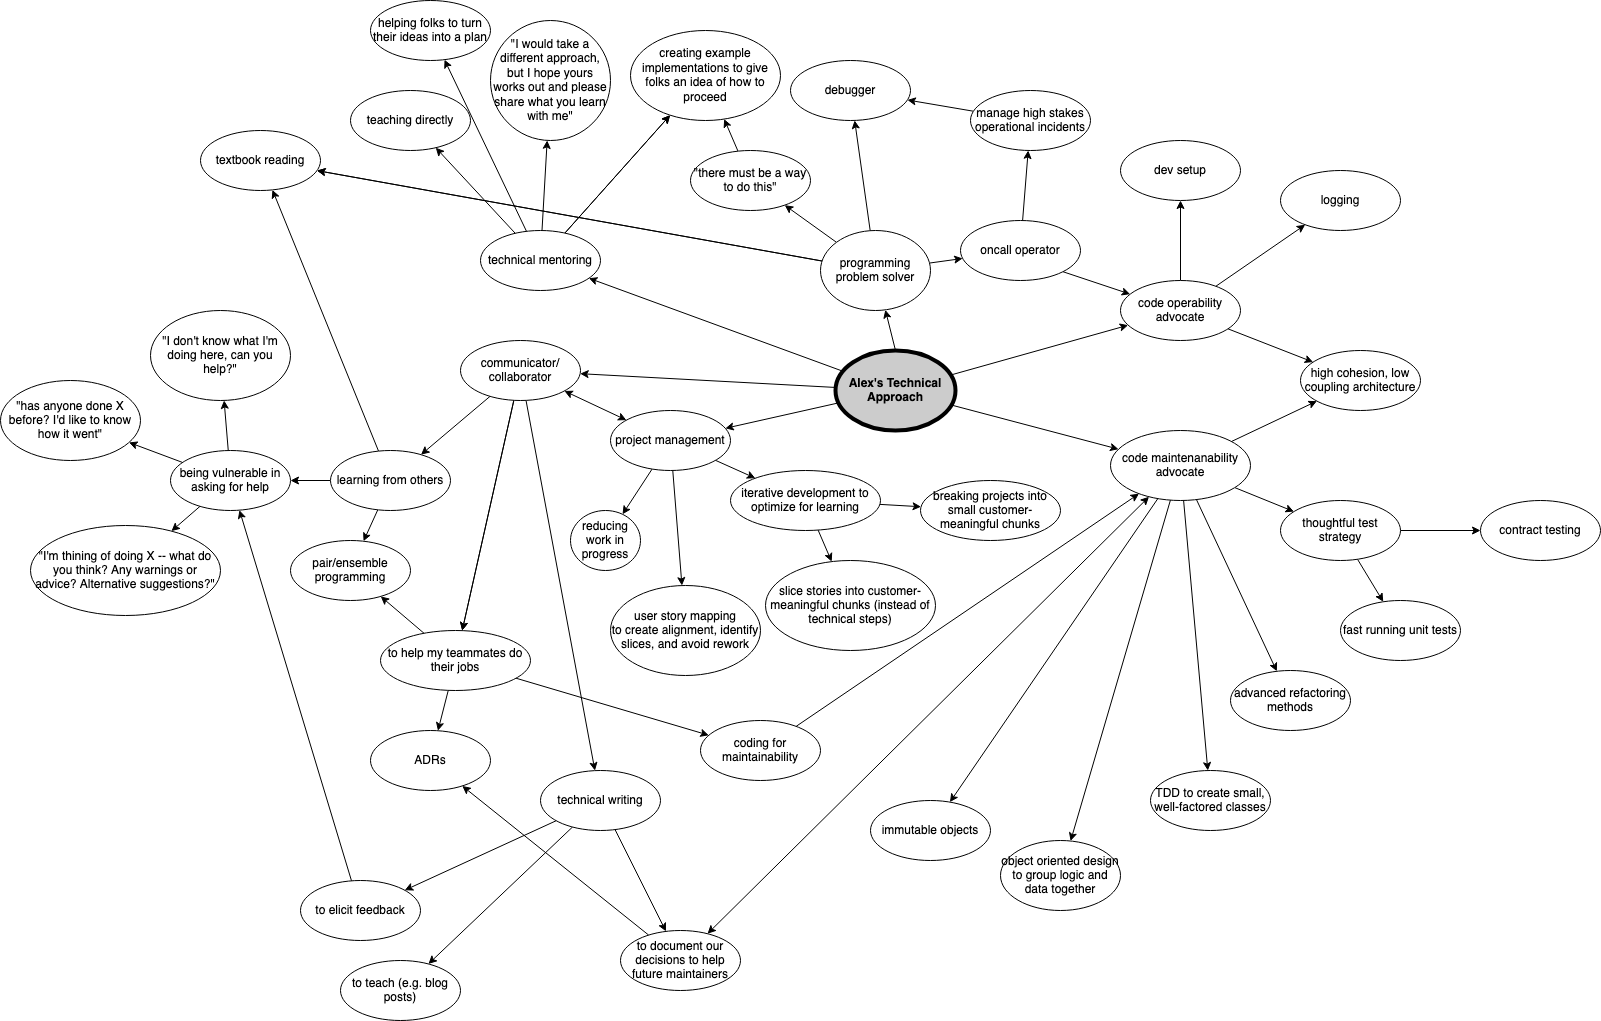 helping folks to turn
their ideas into a plan
"I would take a
different approach,
but I hope yours
works out and please
share what you learn
with me"
creating example
implementations to give
folks an idea of how to
proceed
debugger
manage high stakes
operational incidents
teaching directly
textbook reading
"there must be a way
to do this"
dev setup
logging
technical mentoring
programming
problem solver
oncall operator
code operability
advocate
"I don't know what I'm
doing here, can you
help?"
communicator/
collaborator
Alex's Technical
Approach
high cohesion, low
coupling architecture
"has anyone done X
before? I'd like to know
how it went"
project management
code maintenanability
advocate
being vulnerable in
asking for help
learning from others
iterative development to
optimize for learning
breaking projects into
small customer-
meaningful chunks
thoughtful test
strategy
contract testing
reducing
work in
progress
"I'm thining of doing X -- what do
you think? Any warnings or
advice? Alternative suggestions?"
pair/ensemble
programming
slice stories into customer-
meaningful chunks (instead of
technical steps)
user story mapping
to create alignment, identify
slices, and avoid rework
fast running unit tests
to help my teammates do
their jobs
advanced refactoring
methods
ADRs
coding for
maintainability
technical writing
TDD to create small,
well-factored classes
immutable objects
object oriented design
to group logic and
data together
to elicit feedback
to document our
decisions to help
future maintainers
to teach (e.g. blog
posts)